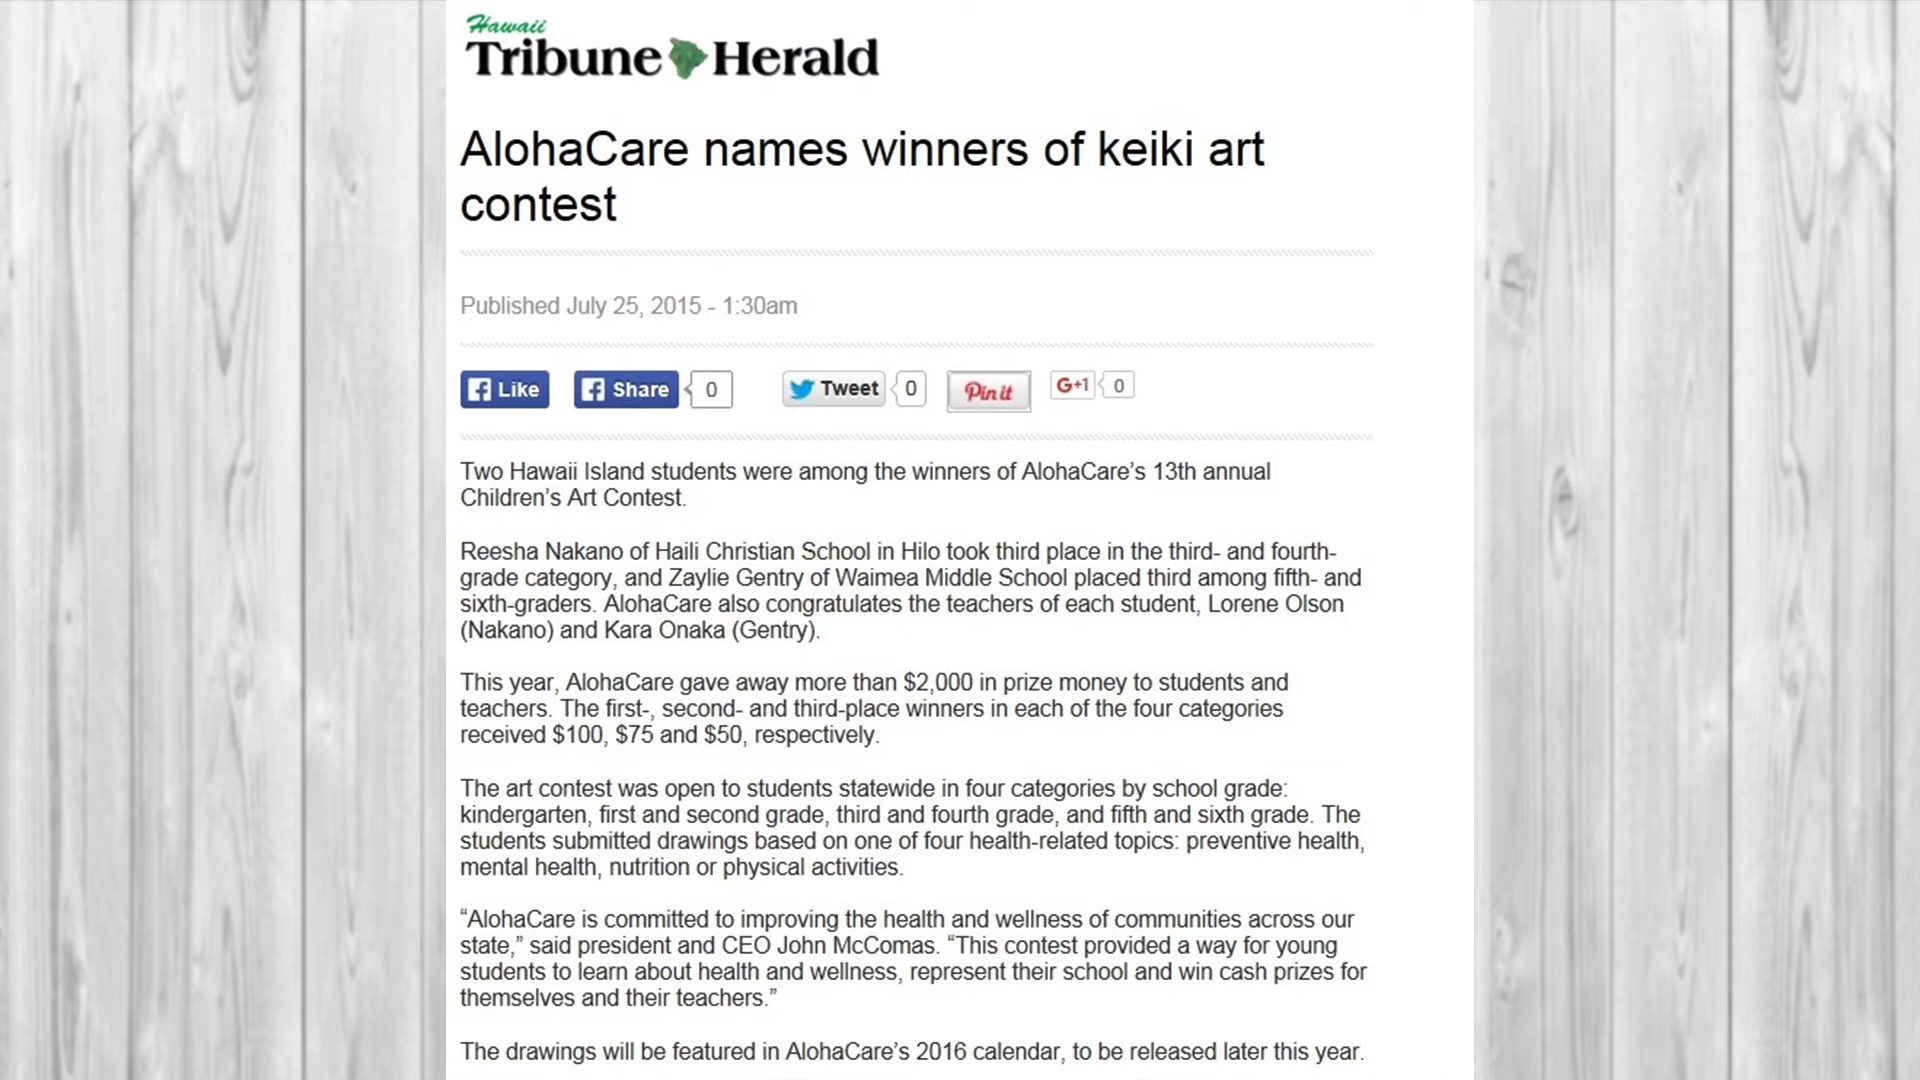 Hawaii
Tribune Herald
AlohaCare names winners of keiki art
contest
Published July 25, 2015 - 1:30am
Like Share 0 Tweet 0 Pin it G+1 0
Two Hawaii Island students were among the winners of AlohaCare’s 13th annual
Children’s Art Contest.
Reesha Nakano of Haili Christian School in Hilo took third place in the third- and fourth-
grade category, and Zaylie Gentry of Waimea Middle School placed third among fifth- and
sixth-graders. AlohaCare also congratulates the teachers of each student, Lorene Olson
(Nakano) and Kara Onaka (Gentry).
This year, AlohaCare gave away more than $2,000 in prize money to students and
teachers. The first-, second- and third-place winners in each of the four categories
received $100, $75 and $50, respectively.
The art contest was open to students statewide in four categories by school grade:
kindergarten, first and second grade, third and fourth grade, and fifth and sixth grade. The
students submitted drawings based on one of four health-related topics: preventive health,
mental health, nutrition or physical activities.
“AlohaCare is committed to improving the health and wellness of communities across our
state,” said president and CEO John McComas. “This contest provided a way for young
students to learn about health and wellness, represent their school and win cash prizes for
themselves and their teachers.”
The drawings will be featured in AlohaCare’s 2016 calendar, to be released later this year.